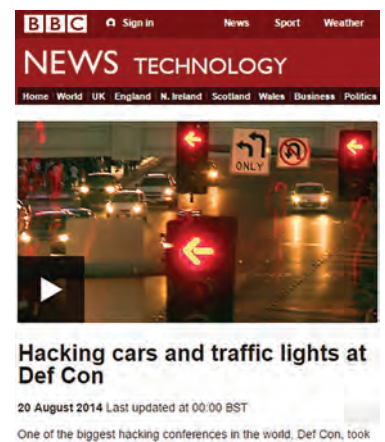 BBC Sign in News Sport Weather
NEWS TECHNOLOGY
Home World UK England N. Ireland Scotland Wales Business Politics
ONLY
Hacking cars and traffic lights at
Def Con
20 August 2014 Last updated at 00:00 BST
One of the biggest hacking conferences in the world, Def Con, took